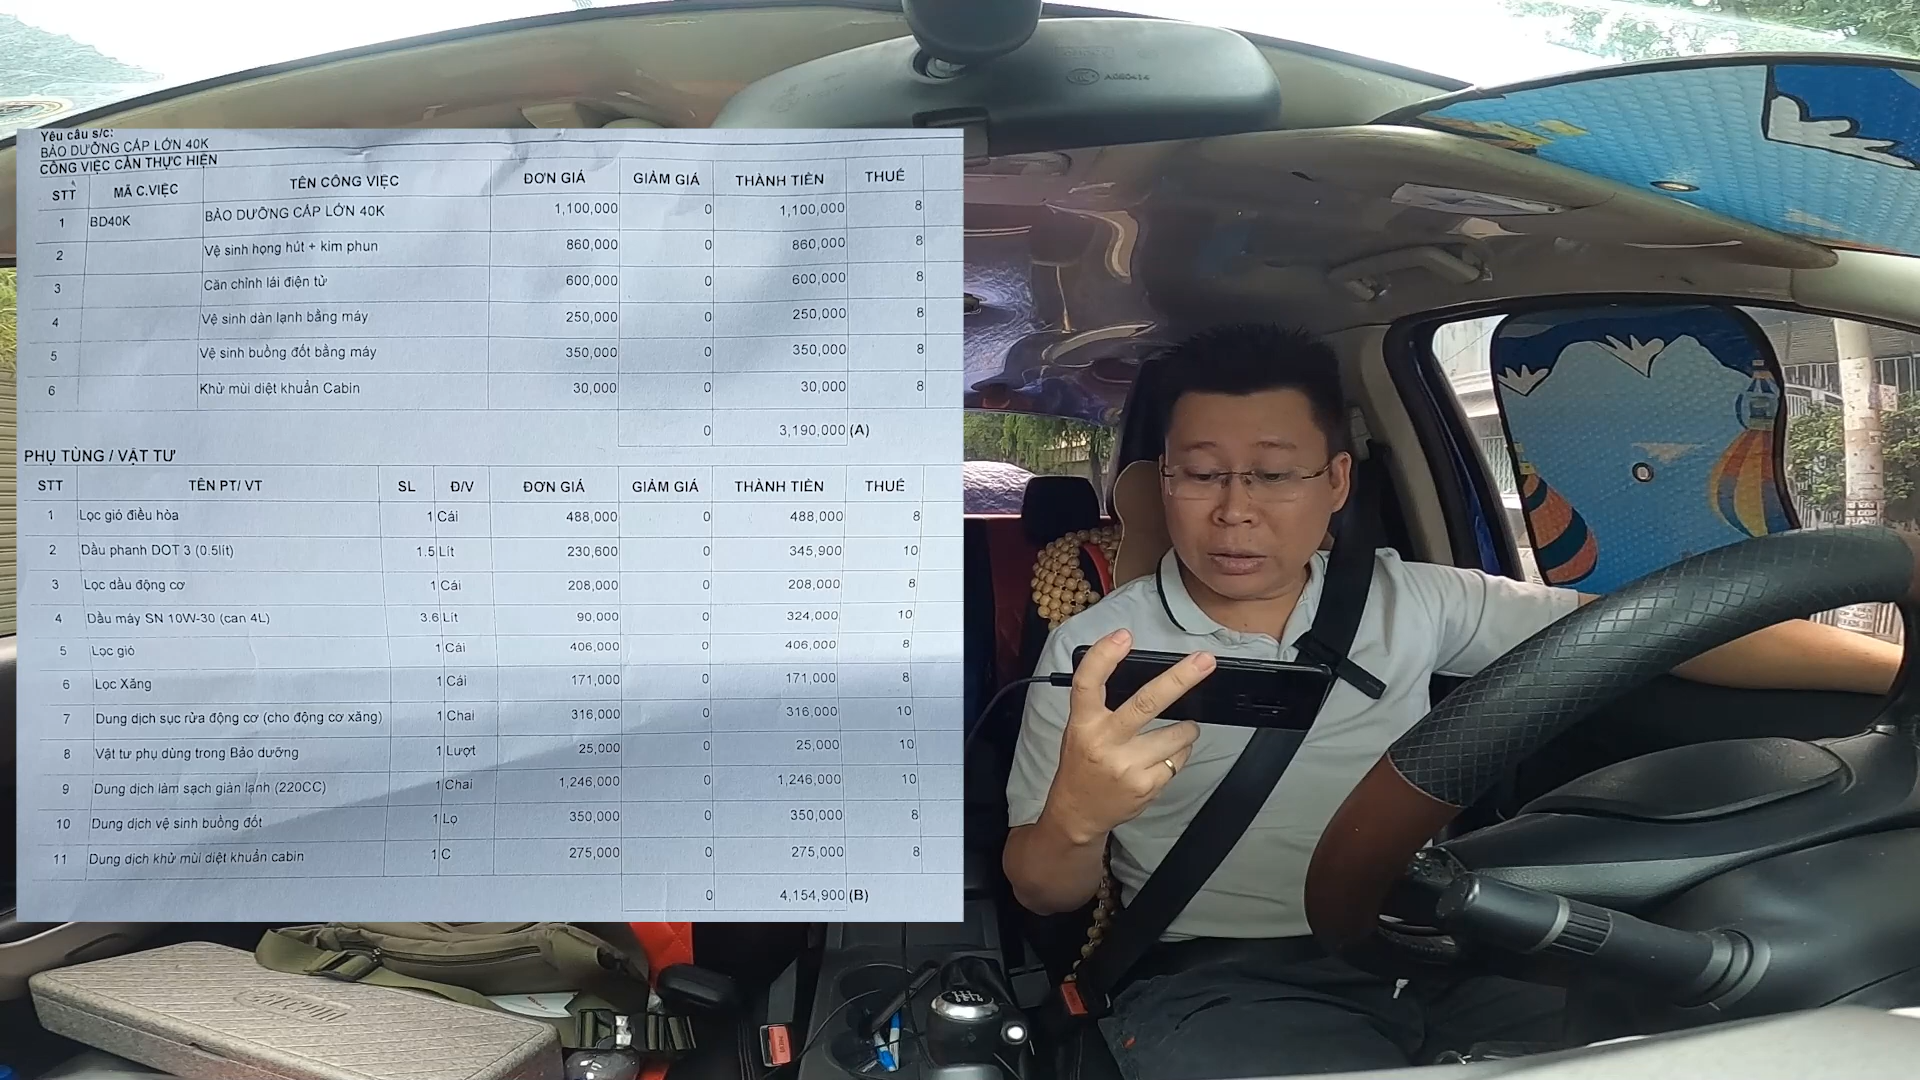 Yêu cầu s/c:
BẢO DƯỠNG CẤP LỚN 40K
CÔNG VIỆC CẦN THỰC HIỆN
STT MÃ C.VIỆC TÊN CÔNG VIỆC ĐƠN GIÁ GIẢM GIÁ THÀNH TIỀN THUẾ
1 BD40K BẢO DƯỠNG CẤP LỚN 40K 1,100,000 0 1,100,000 8
2 Vệ sinh họng hút + kim phun 860,000 0 860,000 8
3 Cân chỉnh lái điện tử 600,000 0 600,000 8
4 Vệ sinh dàn lạnh bằng máy 250,000 0 250,000 8
5 Vệ sinh buồng đốt bằng máy 350,000 0 350,000 8
6 Khử mùi diệt khuẩn Cabin 30,000 0 30,000 8
0 3,190,000 (A)
PHỤ TÙNG / VẬT TƯ
STT TÊN PT/ VT SL Đ/V ĐƠN GIÁ GIẢM GIÁ THÀNH TIỀN THUẾ
1 Lọc gió điều hòa 1 Cái 488,000 0 488,000 8
2 Dầu phanh DOT 3 (0.5lít) 1.5 Lít 230,600 0 345,900 10
3 Lọc dầu động cơ 1 Cái 208,000 0 208,000 8
4 Dầu máy SN 10W-30 (can 4L) 3.6 Lít 90,000 0 324,000 10
5 Lọc gió 1 Cái 406,000 0 406,000 8
6 Lọc Xăng 1 Cái 171,000 0 171,000 8
7 Dung dịch sục rửa động cơ (cho động cơ xăng) 1 Chai 316,000 0 316,000 10
8 Vật tư phụ dùng trong Bảo dưỡng 1 Lượt 25,000 0 25,000 10
9 Dung dịch làm sạch giàn lạnh (220CC) 1 Chai 1,246,000 0 1,246,000 10
10 Dung dịch vệ sinh buồng đốt 1 Lọ 350,000 0 350,000 8
11 Dung dịch khử mùi diệt khuẩn cabin 1 C 275,000 0 275,000 8
0 4,154,900 (B)